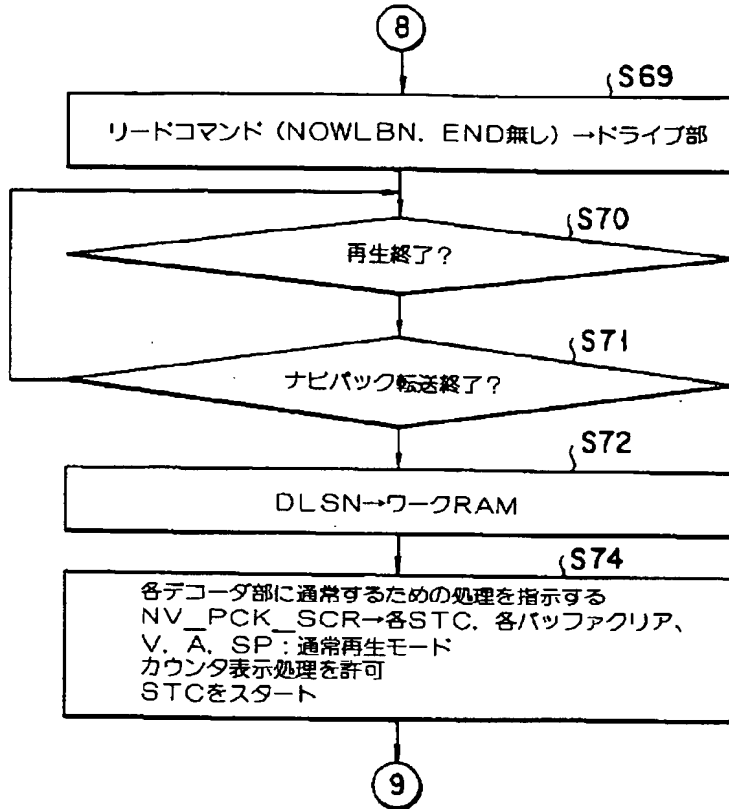 8
S69
リードコマンド（NOWLBN．END無し）→ドライブ部
S70
再生終了？
S71
ナビパック転送終了？
S72
DLSN→ワークRAM
S74
各デコーダ部に通常するための処理を指示する
NV_PCK_SCR→各STC．各バッファクリア、
V．A．SP：通常再生モード
カウンタ表示処理を許可
STCをスタート
9